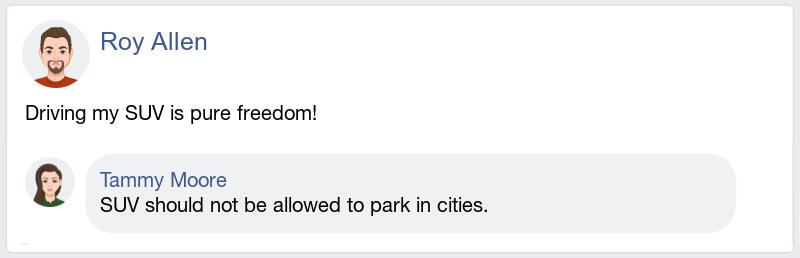 Roy Allen
Driving my SUV is pure freedom!
Tammy Moore
SUV should not be allowed to park in cities.